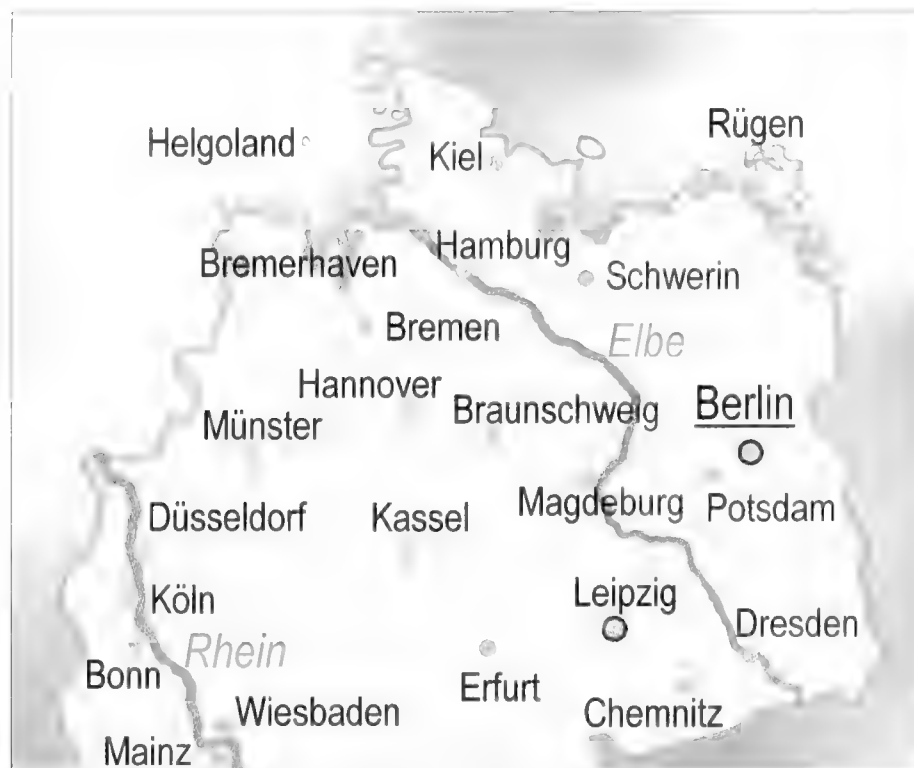 Rügen
Helgoland
Kiel
Hamburg
Bremerhaven
Schwerin
Bremen
Elbe
Hannover
Braunschweig
Berlin
Münster
Magdeburg
Potsdam
Düsseldorf
Kassel
Köln
Leipzig
Dresden
Rhein
Bonn
Erfurt
Wiesbaden
Chemnitz
Mainz